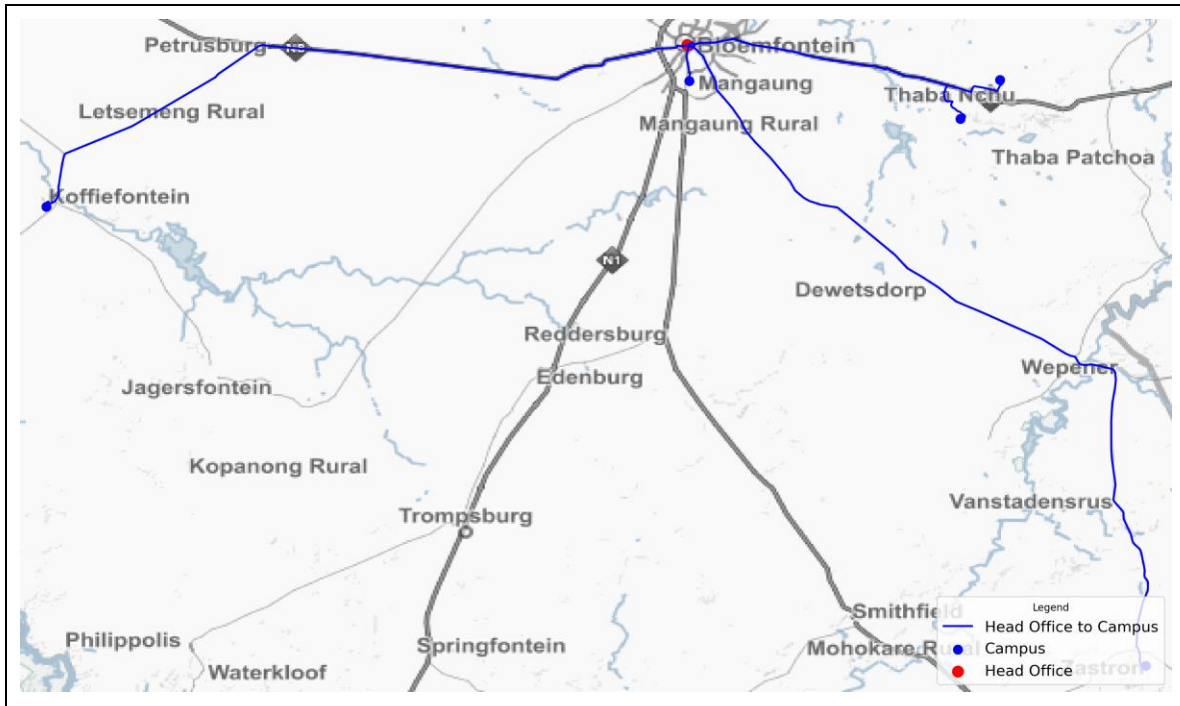 Petrusburg
Bloemfontein
Mangaung
Thaba Nchu
Letsemeng Rural
Mangaung Rural
Thaba Patchoa
Koffiefontein
N1
Dewetsdorp
Reddersburg
Wepener
Edenburg
Jagersfontein
Kopanong Rural
Vanstadensrus
Trompsburg
Smithfield
Philippolis
Springfontein
Mohokare Rural
Waterkloof
Zastron
Legend
Head Office to Campus
Campus
Head Office